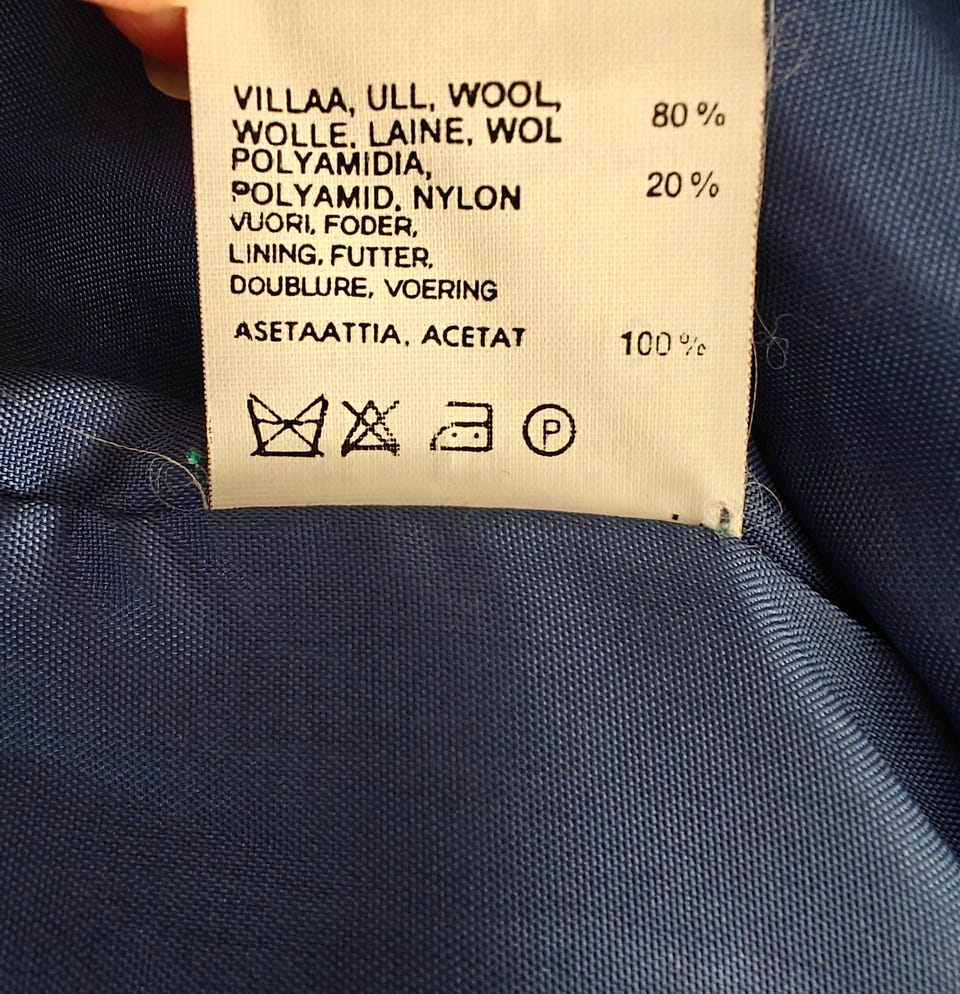 VILLAA, ULL, WOOL, 80 %
WOLLE, LAINE, WOL
POLYAMIDIA,
POLYAMID, NYLON 20 %
VUORI, FODER,
LINING, FUTTER,
DOUBLURE, VOERING
ASETAATTIA, ACETAT 100 %
P